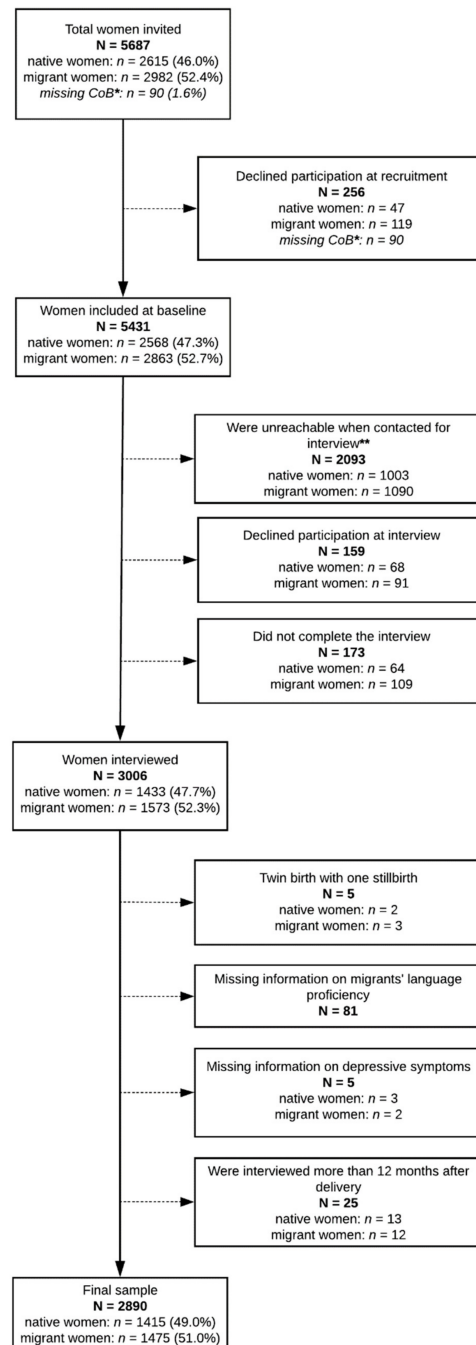 Total women invited
N = 5687
native women: n = 2615 (46.0%)
migrant women: n = 2982 (52.4%)
missing CoB*: n = 90 (1.6%)
Declined participation at recruitment
N = 256
native women: n = 47
migrant women: n = 119
missing CoB*: n = 90
Women included at baseline
N = 5431
native women: n = 2568 (47.3%)
migrant women: n = 2863 (52.7%)
Were unreachable when contacted for
interview**
N = 2093
native women: n = 1003
migrant women: n = 1090
Declined participation at interview
N = 159
native women: n = 68
migrant women: n = 91
Did not complete the interview
N = 173
native women: n = 64
migrant women: n = 109
Women interviewed
N = 3006
native women: n = 1433 (47.7%)
migrant women: n = 1573 (52.3%)
Twin birth with one stillbirth
N = 5
native women: n = 2
migrant women: n = 3
Missing information on migrants' language
proficiency
N = 81
Missing information on depressive symptoms
N = 5
native women: n = 3
migrant women: n = 2
Were interviewed more than 12 months after
delivery
N = 25
native women: n = 13
migrant women: n = 12
Final sample
N = 2890
native women: n = 1415 (49.0%)
migrant women: n = 1475 (51.0%)